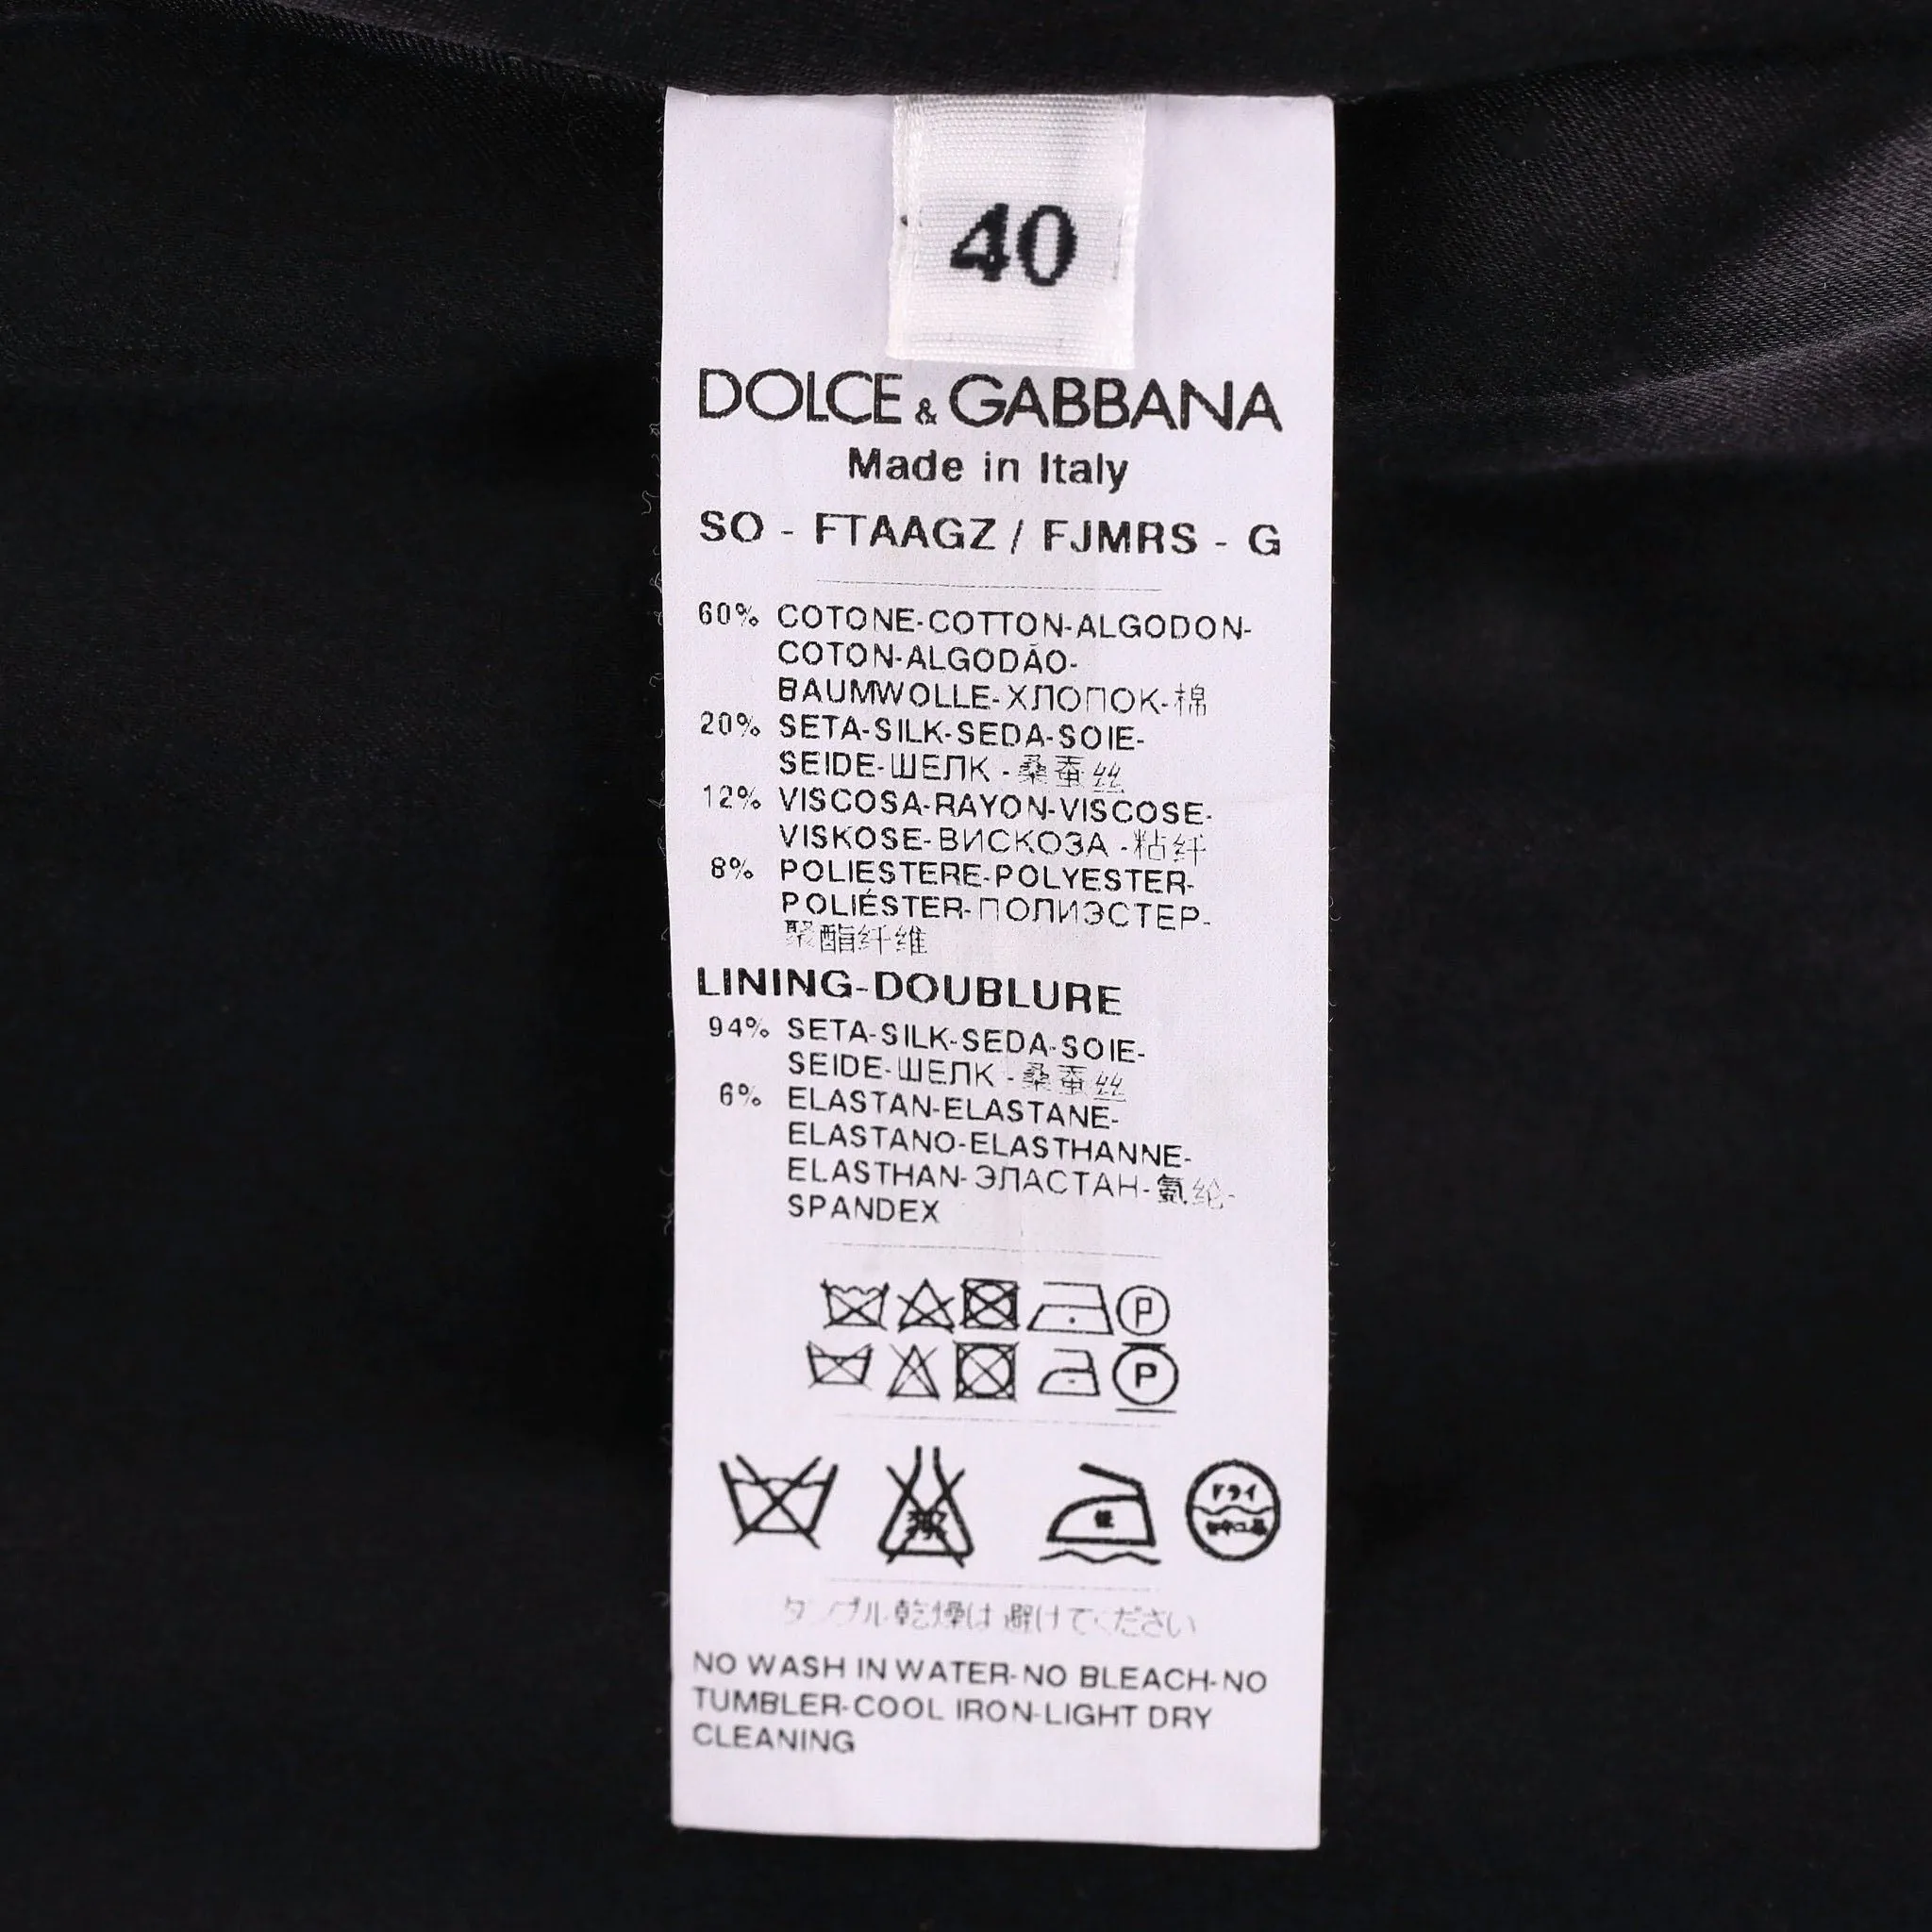 40
DOLCE & GABBANA
Made in Italy
SO - FTAAGZ / FJMRS - G
60% COTONE-COTTON-ALGODON-
COTON-ALGODÃO-
BAUMWOLLE-ХЛОПОК-棉
20% SETA-SILK-SEDA-SOIE-
SEIDE-ШЕЛК-桑蚕丝
12% VISCOSA-RAYON-VISCOSE-
VISKOSE-ВИСКОЗА-粘纤
8% POLIESTERE-POLYESTER-
POLIÉSTER-ПОЛИЭСТЕР-
聚酯纤维
LINING-DOUBLURE
94% SETA-SILK-SEDA-SOIE-
SEIDE-ШЕЛК-桑蚕丝
6% ELASTAN-ELASTANE-
ELASTANO-ELASTHANNE-
ELASTHAN-ЭЛАСТАН-氨纶-
SPANDEX
P
P
低
ドライ
タンブル乾燥は避けてください
NO WASH IN WATER-NO BLEACH-NO
TUMBLER-COOL IRON-LIGHT DRY
CLEANING